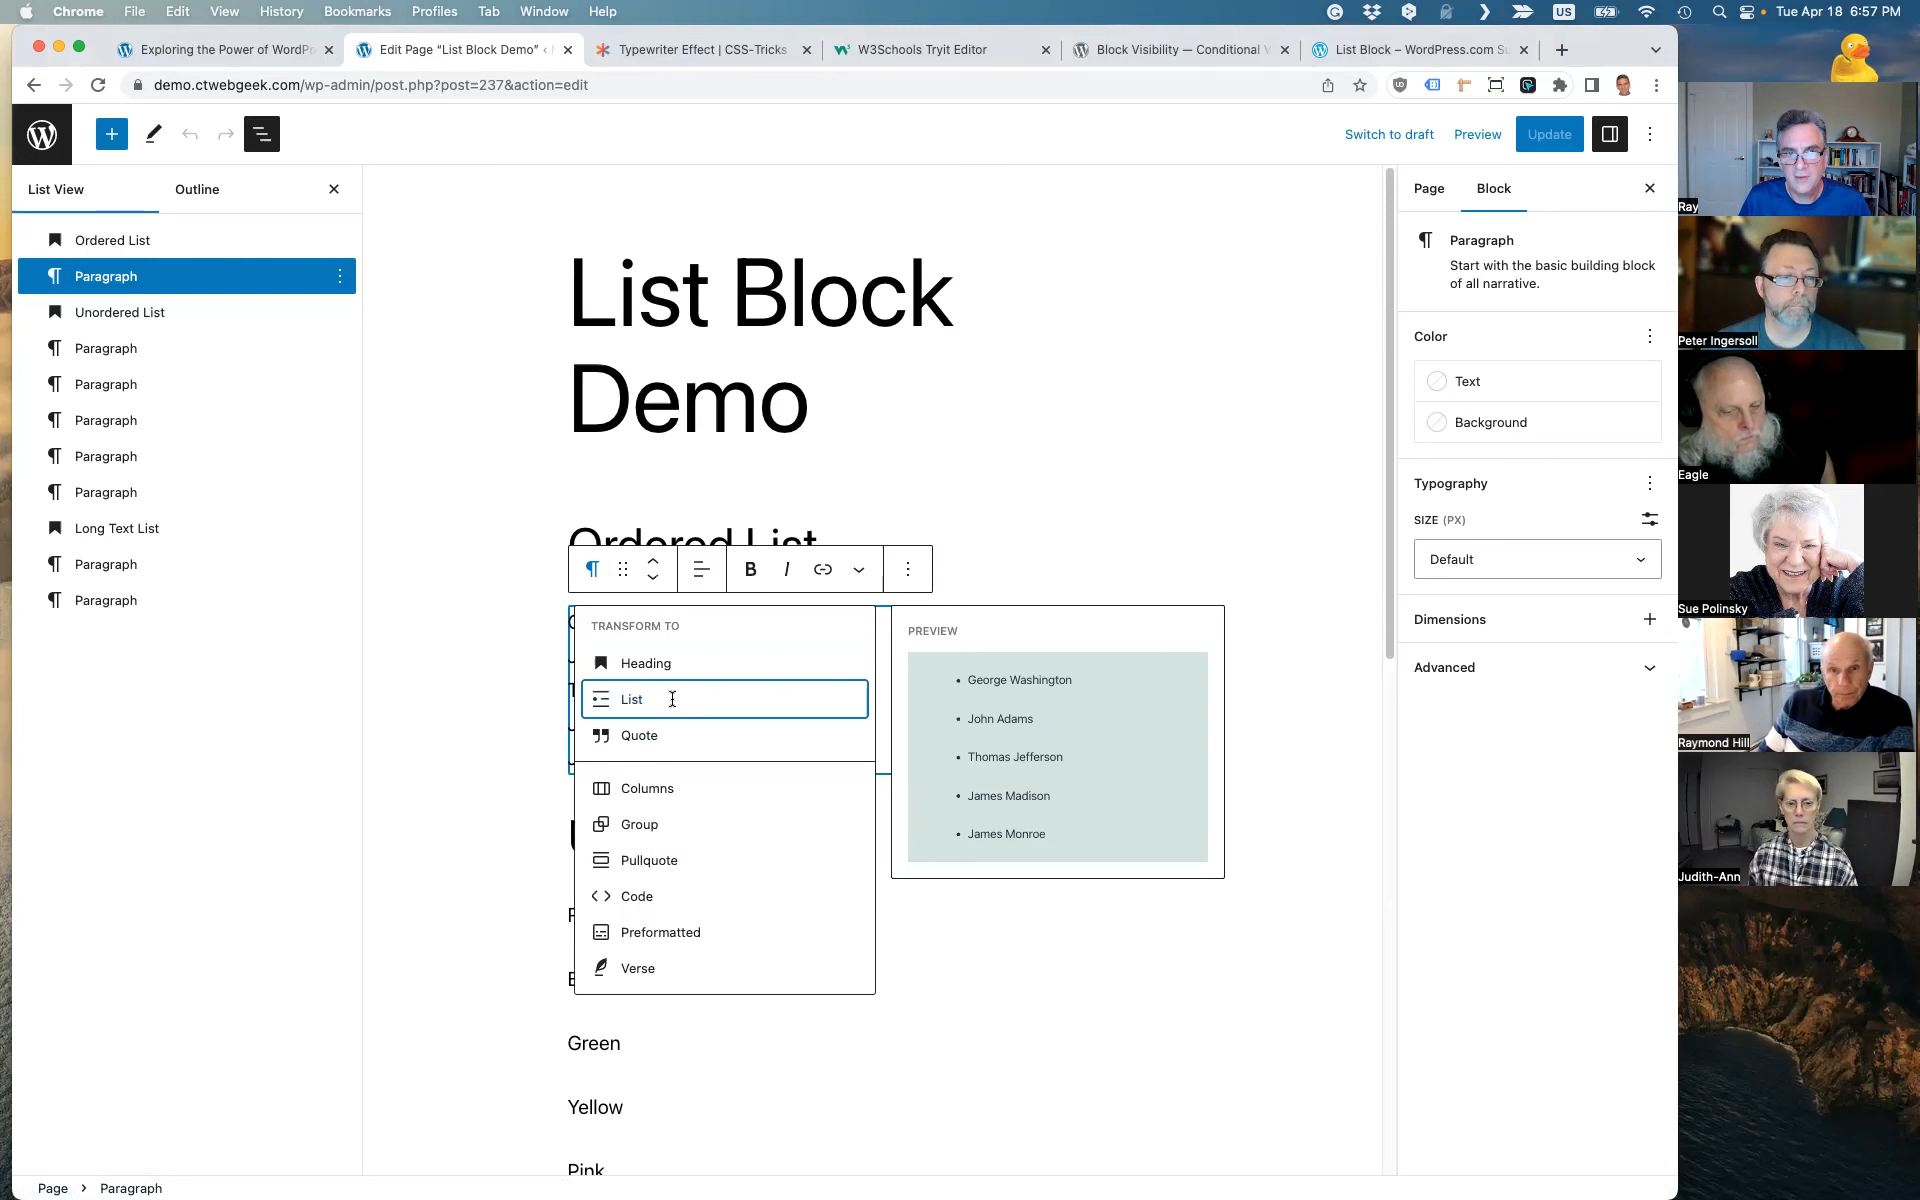 Chrome File Edit View History Bookmarks Profiles Tab Window Help
US
Tue Apr 18 6:57 PM
Exploring the Power of WordPr
Edit Page “List Block Demo” ‹
Typewriter Effect | CSS-Tricks
W3Schools Tryit Editor
Block Visibility — Conditional V
List Block – WordPress.com Su
demo.ctwebgeek.com/wp-admin/post.php?post=237&action=edit
Switch to draft
Preview
Update
List View
Outline
Ordered List
Paragraph
Unordered List
Paragraph
Paragraph
Paragraph
Paragraph
Paragraph
Long Text List
Paragraph
Paragraph
List Block
Demo
Ordered List
B I
TRANSFORM TO
Heading
List
Quote
Columns
Group
Pullquote
Code
Preformatted
Verse
PREVIEW
• George Washington
• John Adams
• Thomas Jefferson
• James Madison
• James Monroe
Green
Yellow
Pink
Page
Block
Paragraph
Start with the basic building block
of all narrative.
Color
Text
Background
Typography
SIZE (PX)
Default
Dimensions
Advanced
Page › Paragraph
Ray
Peter Ingersoll
Eagle
Sue Polinsky
Raymond Hill
Judith-Ann